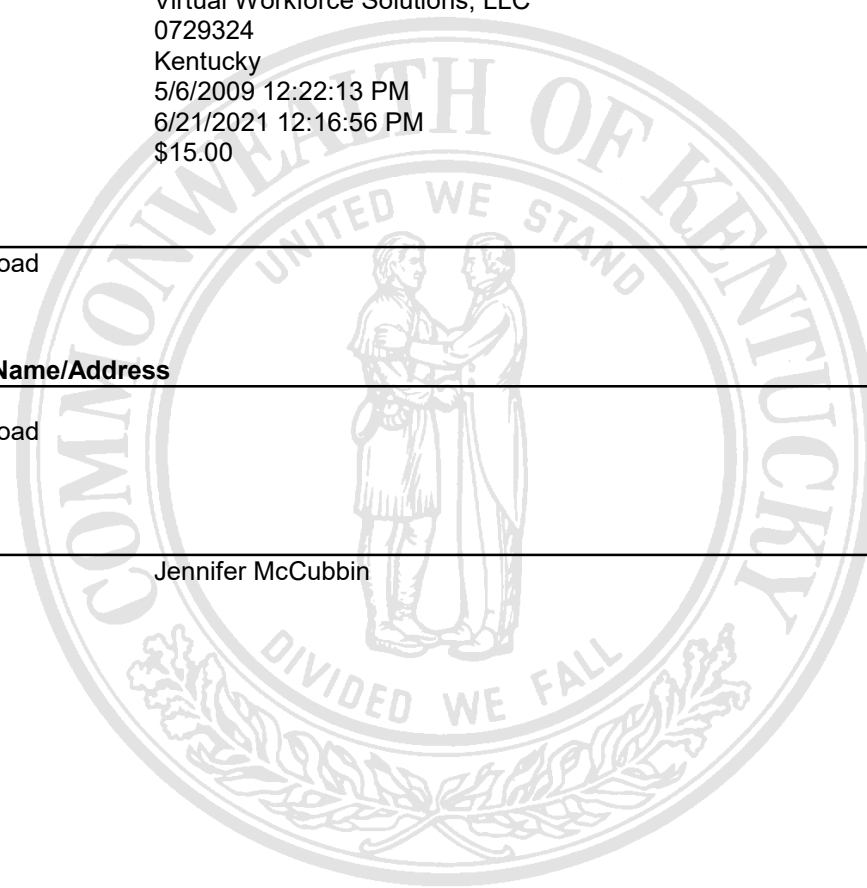 Virtual Workforce Solutions, LLC
0729324
Kentucky
5/6/2009 12:22:13 PM
6/21/2021 12:16:56 PM
$15.00
oad
Name/Address
oad
Jennifer McCubbin
COMMONWEALTH OF KENTUCKY
UNITED WE STAND
DIVIDED WE FALL